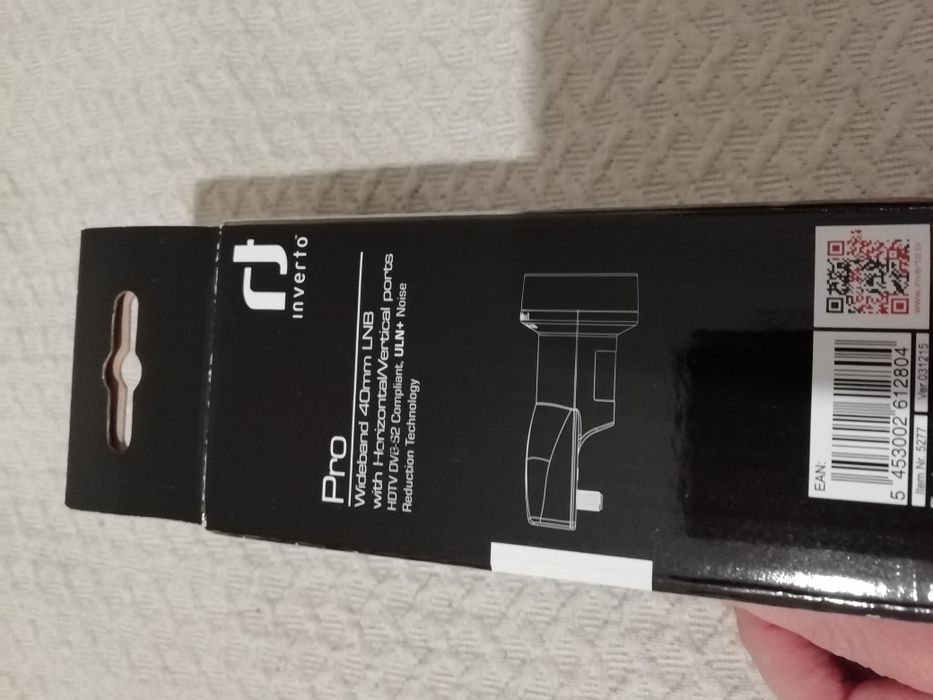 inverto™
Pro
Wideband 40mm LNB
with Horizontal/Vertical ports
HDTV DVB-S2 Compliant, ULN+ Noise
Reduction Technology
www.inverto.tv
EAN:
5 453002 612804
Item Nr. 5277
Ver 031215